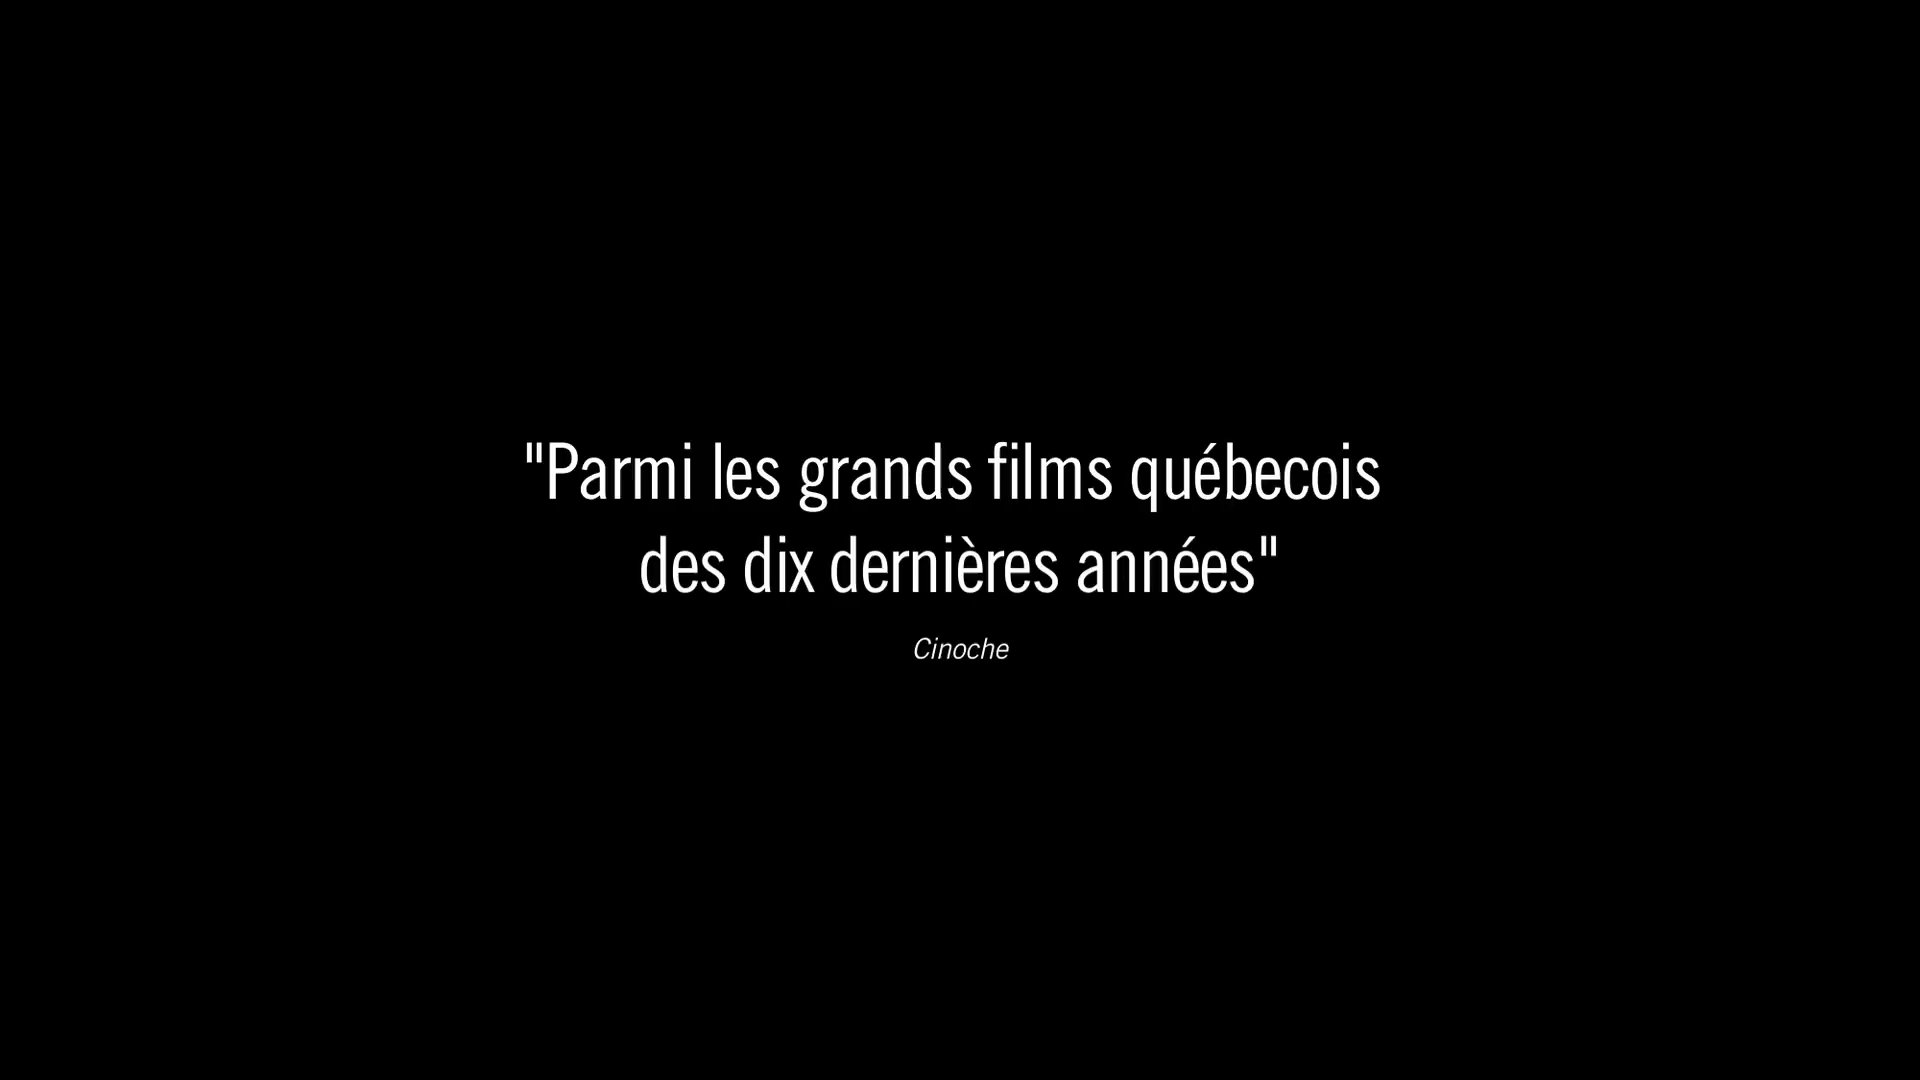 "Parmi les grands films québecois
des dix dernières années"
Cinoche